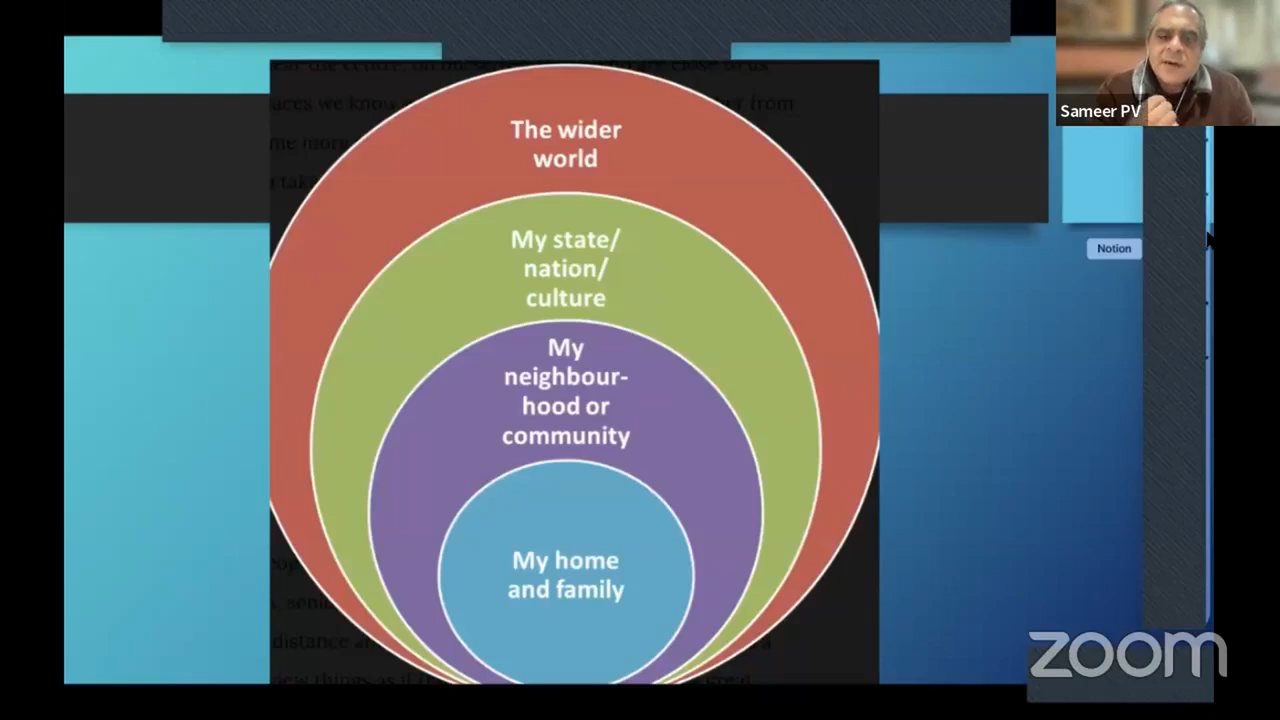 The wider
world
My state/
nation/
culture
My
neighbour-
hood or
community
My home
and family
Sameer PV
Notion
zoom